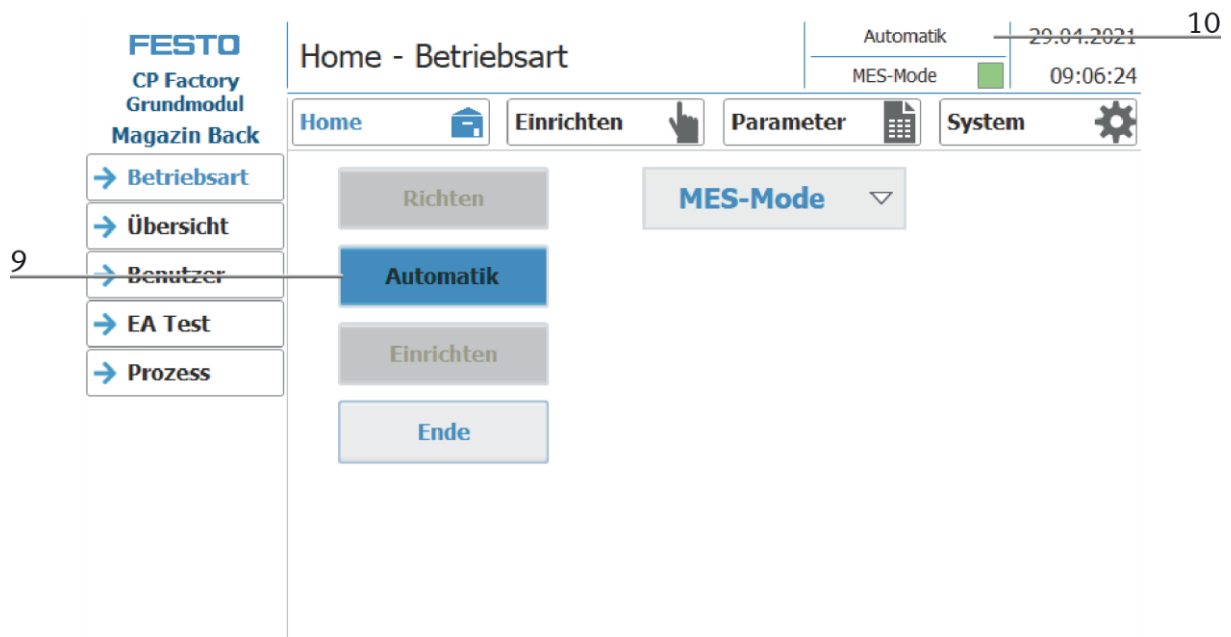 10
FESTO
CP Factory
Grundmodul
Magazin Back
Home - Betriebsart
Automatik
MES-Mode
29.04.2021
09:06:24
Home
Einrichten
Parameter
System
Betriebsart
Übersicht
Benutzer
EA Test
Prozess
9
Richten
Automatik
Einrichten
Ende
MES-Mode